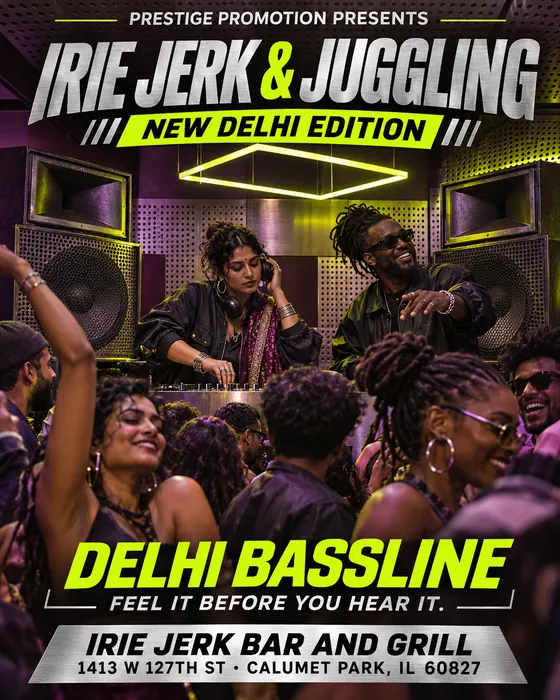 PRESTIGE PROMOTION PRESENTS
IRIE JERK & JUGGLING
NEW DELHI EDITION
DELHI BASSLINE
FEEL IT BEFORE YOU HEAR IT.
IRIE JERK BAR AND GRILL
1413 W 127TH ST • CALUMET PARK, IL 60827